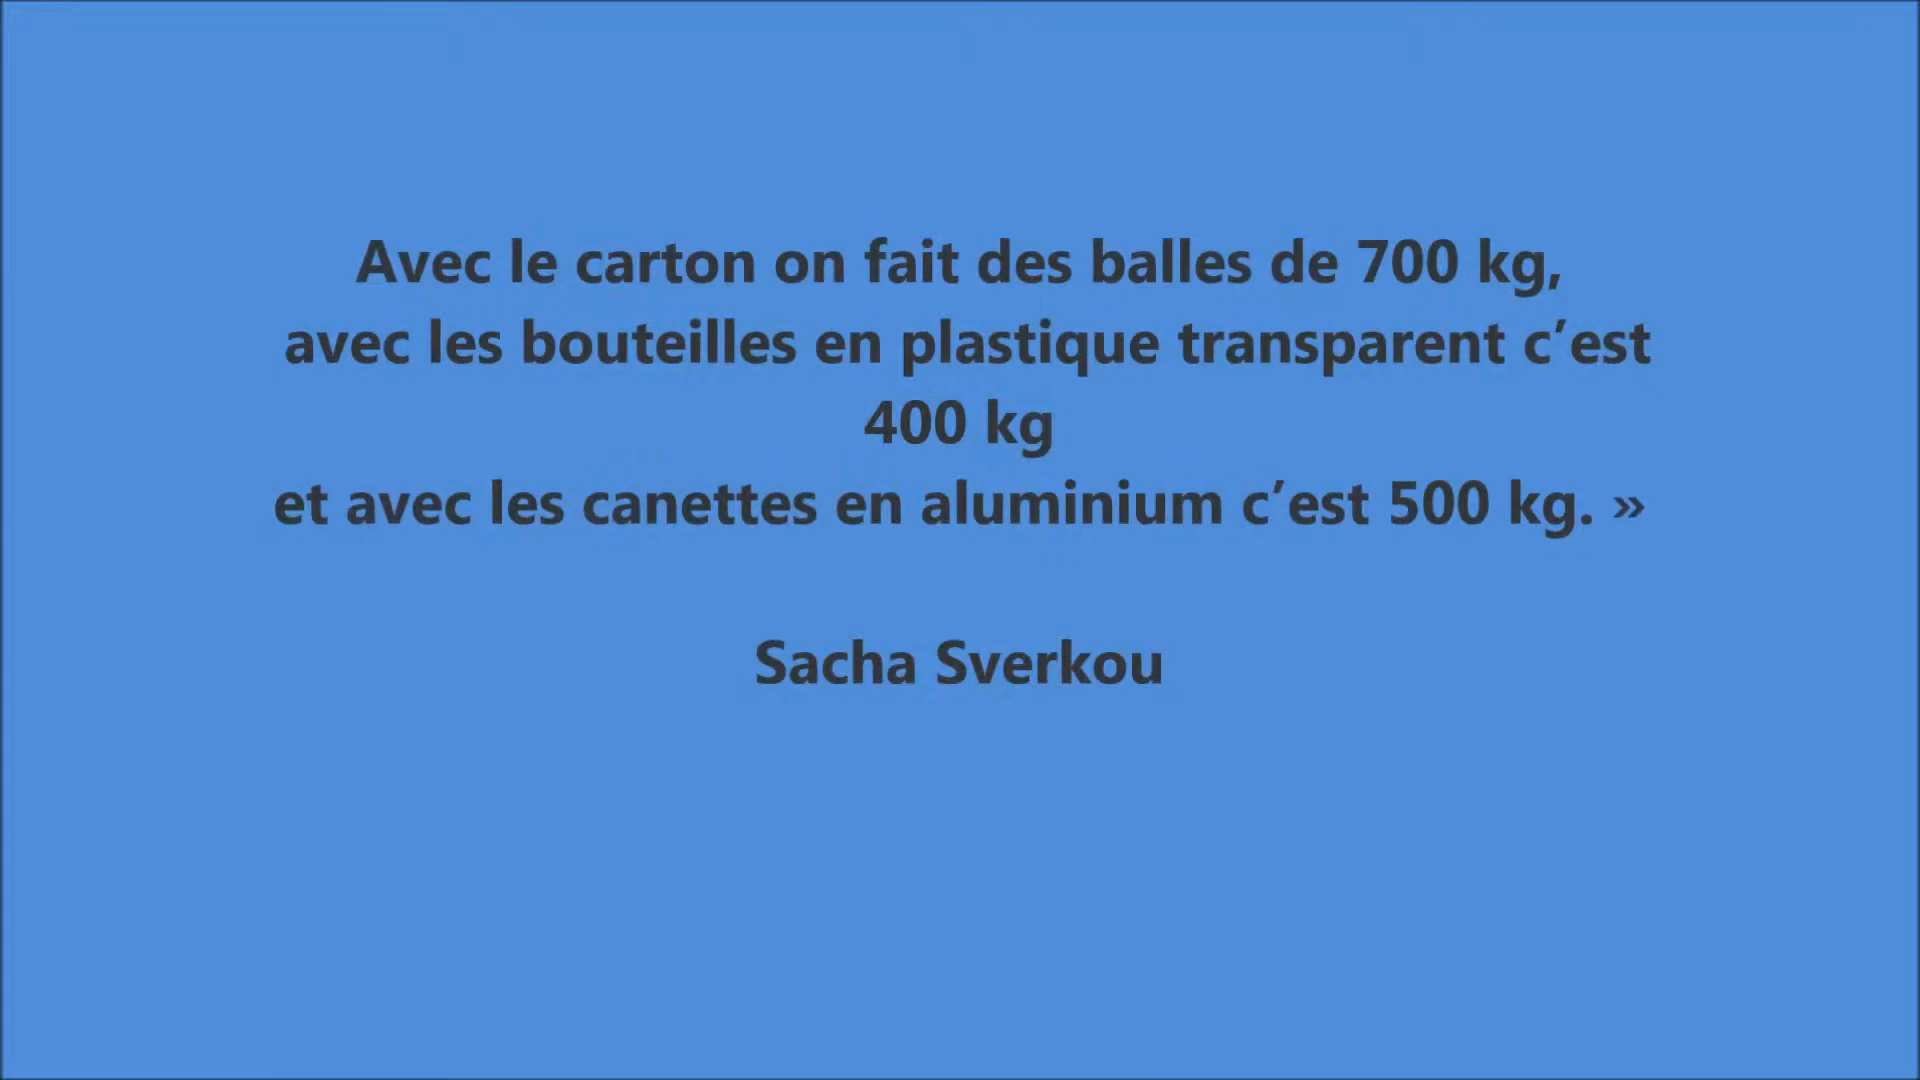 Avec le carton on fait des balles de 700 kg,
avec les bouteilles en plastique transparent c’est
400 kg
et avec les canettes en aluminium c’est 500 kg. »
Sacha Sverkou